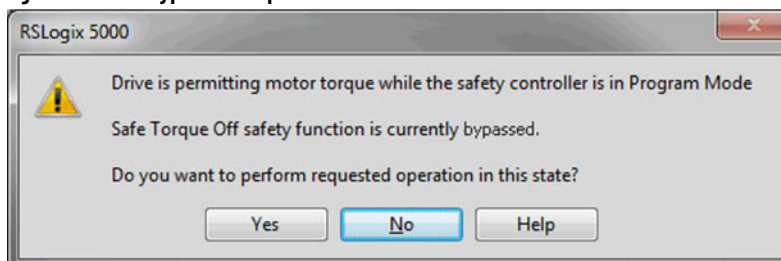 RSLogix 5000
Drive is permitting motor torque while the safety controller is in Program Mode
Safe Torque Off safety function is currently bypassed.
Do you want to perform requested operation in this state?
Yes No Help